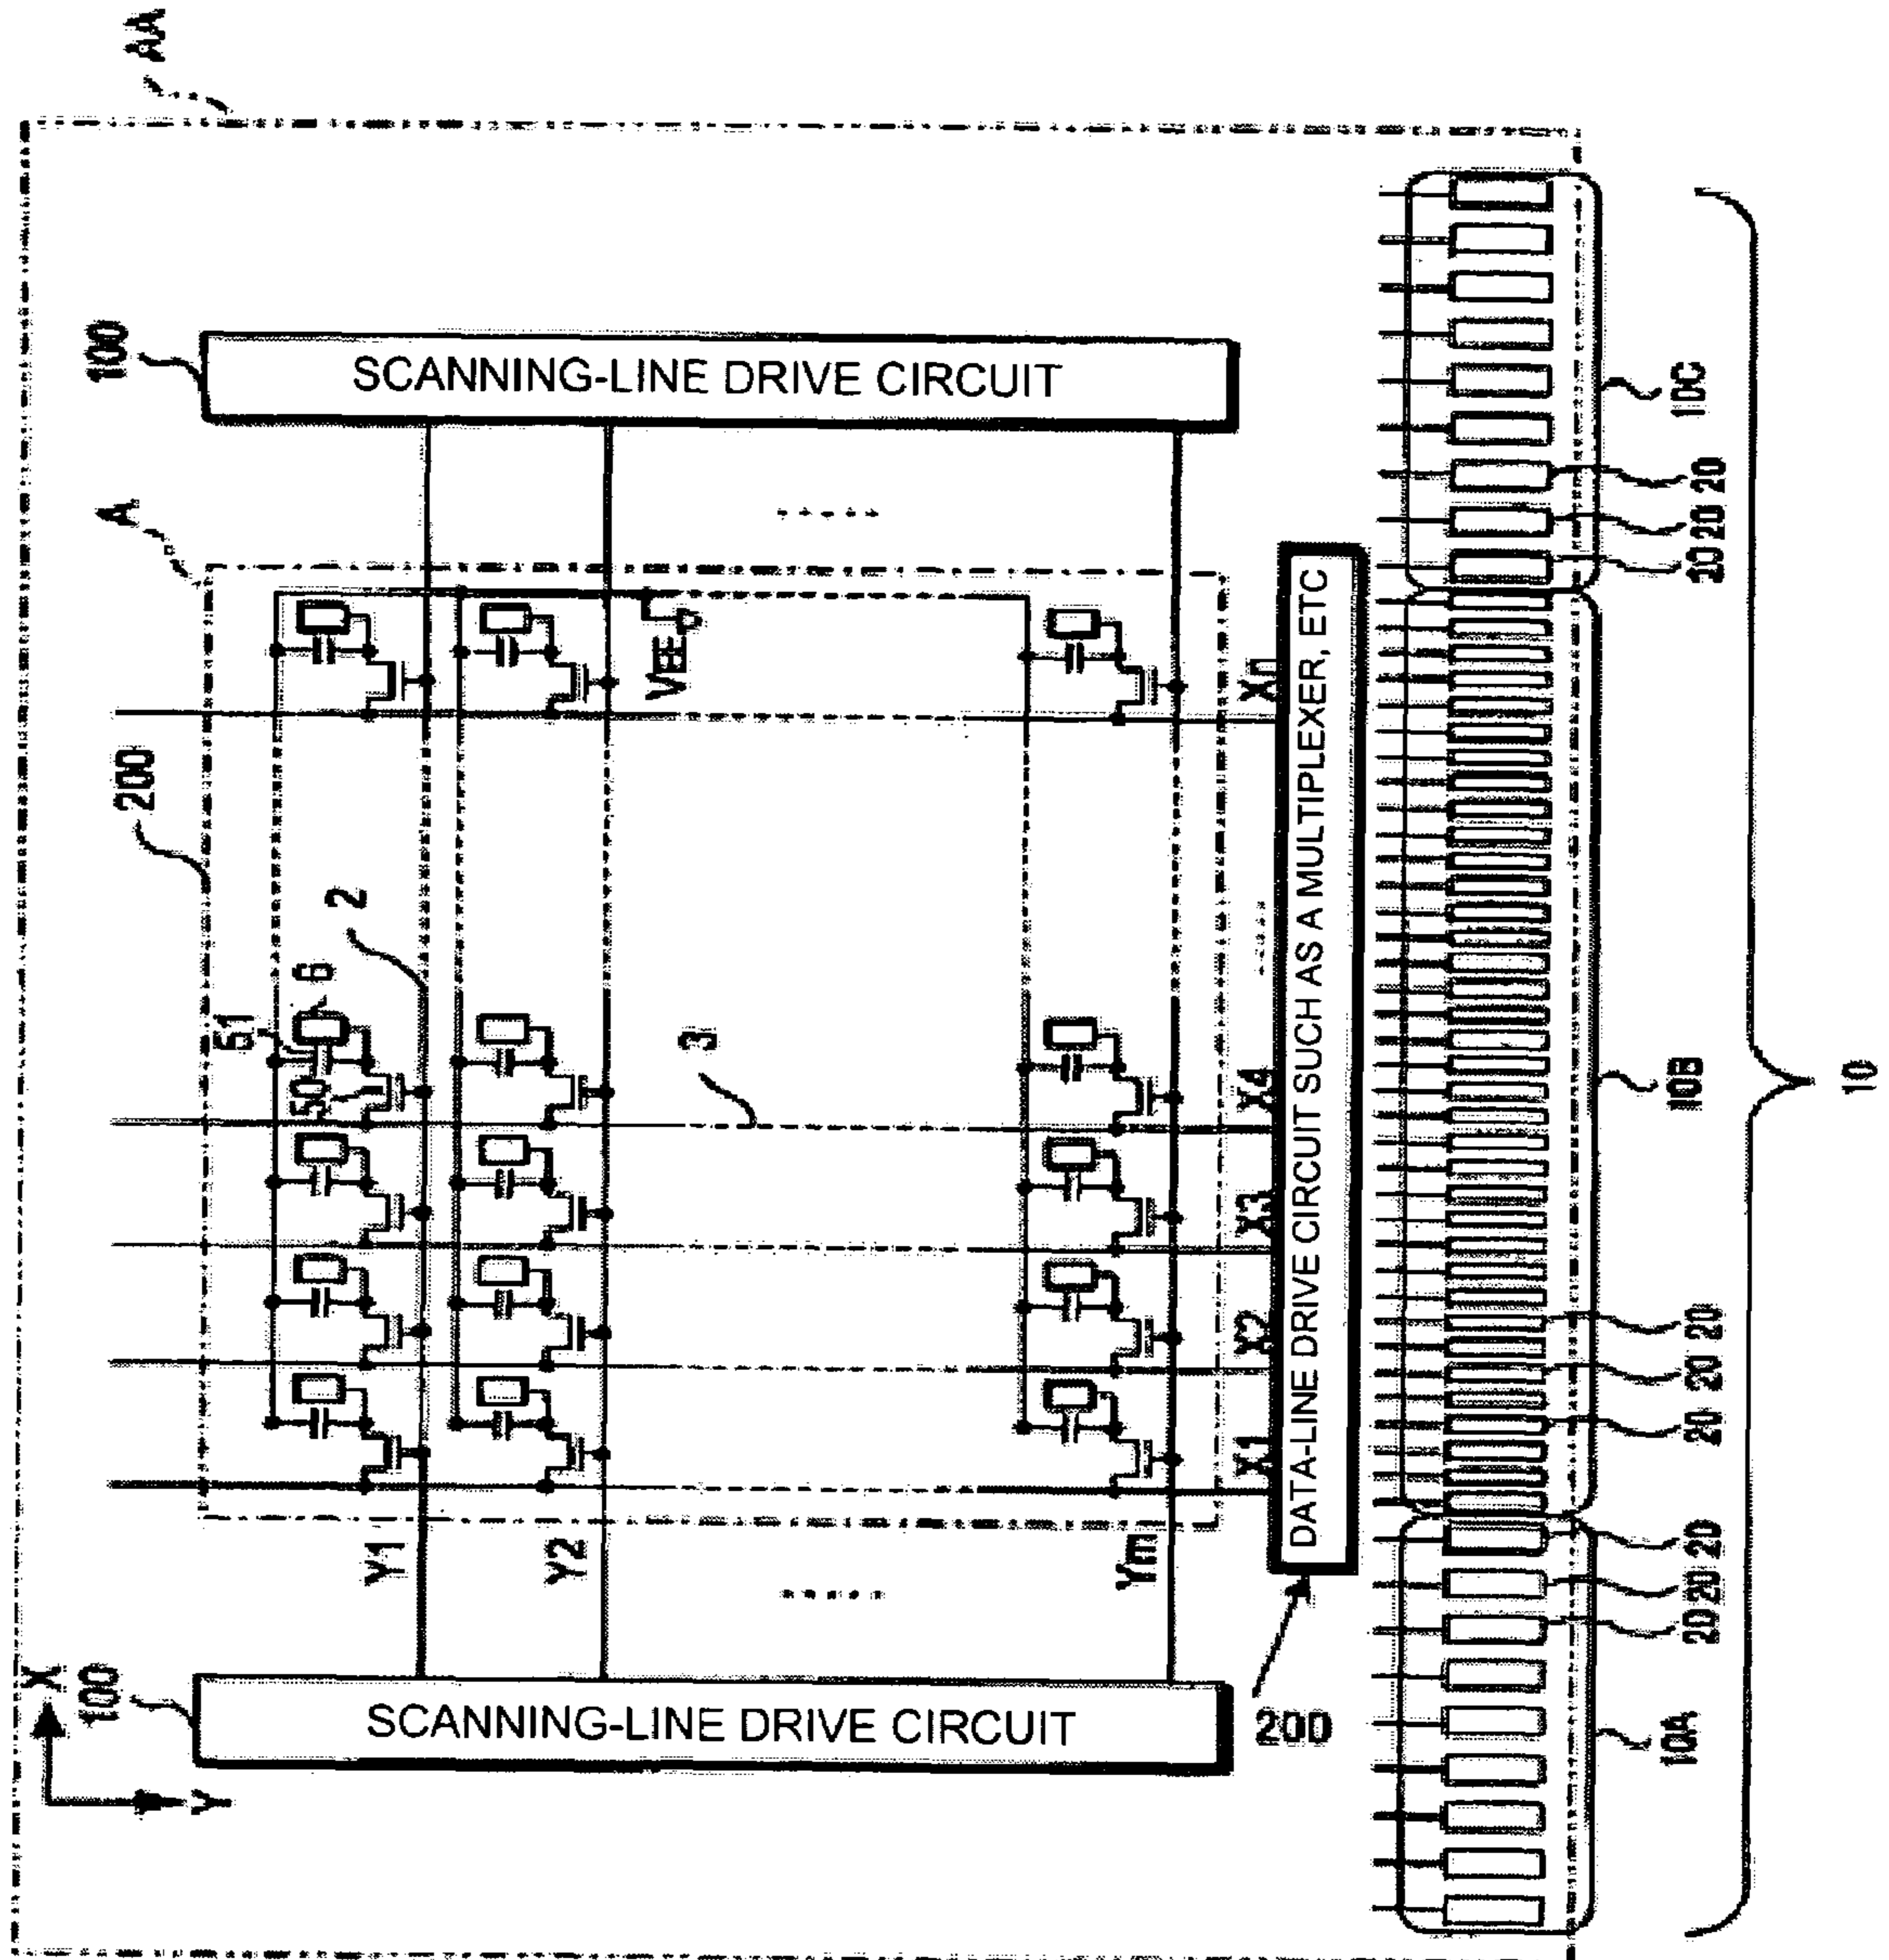 AA
X
Y
100
SCANNING-LINE DRIVE CIRCUIT
100
SCANNING-LINE DRIVE CIRCUIT
A
200
51
6
50
2
3
VEE
Y1
Y2
Ym
.....
.....
X1
X2
X3
X4
.....
Xn
200
DATA-LINE DRIVE CIRCUIT SUCH AS A MULTIPLEXER, ETC
20 20 20
20 20 20
20 20 20
10A
10B
10C
10